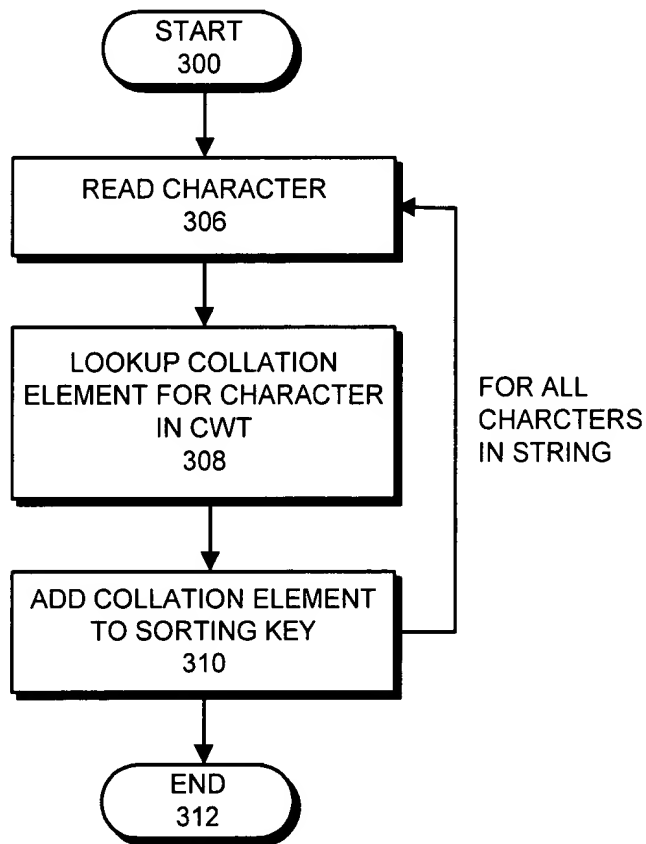 START
300
READ CHARACTER
306
LOOKUP COLLATION
ELEMENT FOR CHARACTER
IN CWT
308
FOR ALL
CHARCTERS
IN STRING
ADD COLLATION ELEMENT
TO SORTING KEY
310
END
312